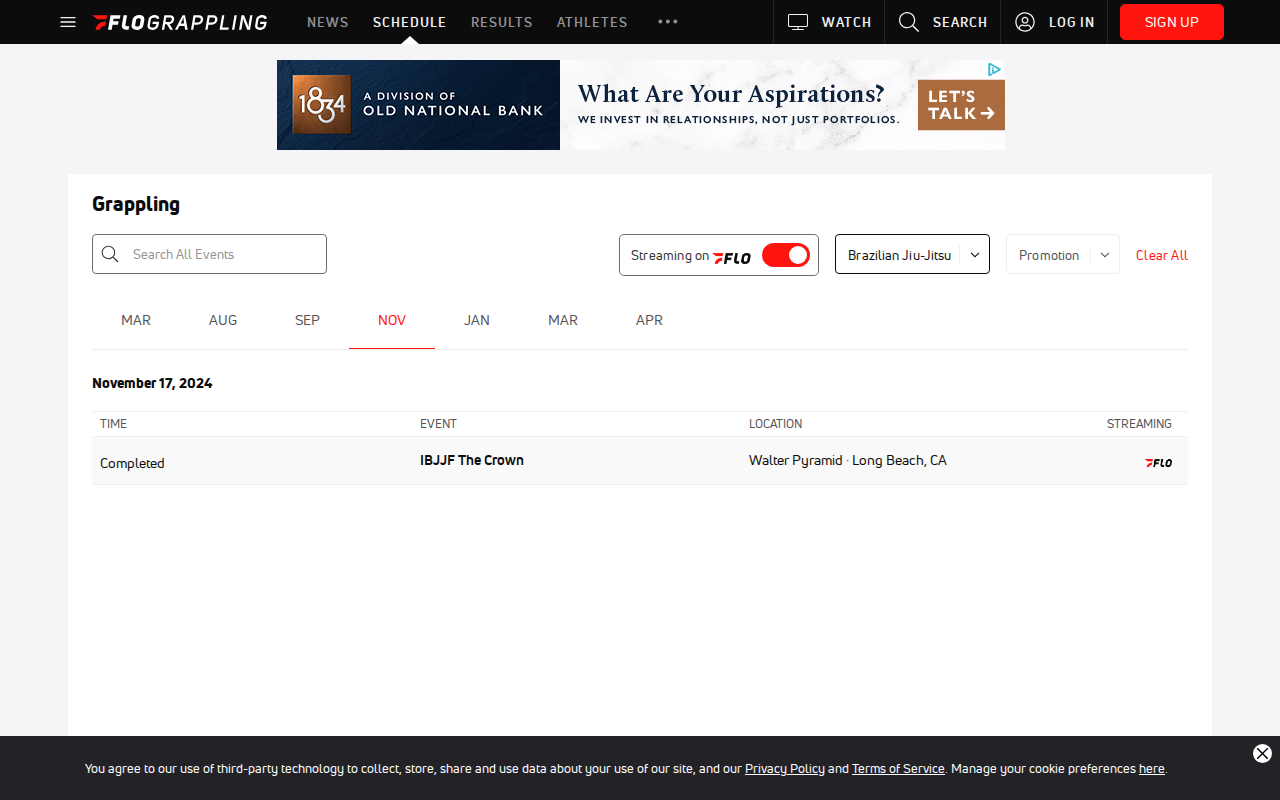 FLOGRAPPLING NEWS SCHEDULE RESULTS ATHLETES WATCH SEARCH LOG IN SIGN UP
1834 A DIVISION OF OLD NATIONAL BANK
What Are Your Aspirations?
WE INVEST IN RELATIONSHIPS, NOT JUST PORTFOLIOS.
LET'S
TALK
Grappling
Search All Events Streaming on FLO Brazilian Jiu-Jitsu Promotion Clear All
MAR AUG SEP NOV JAN MAR APR
November 17, 2024
TIME EVENT LOCATION STREAMING
Completed IBJJF The Crown Walter Pyramid · Long Beach, CA FLO
You agree to our use of third-party technology to collect, store, share and use data about your use of our site, and our Privacy Policy and Terms of Service. Manage your cookie preferences here.